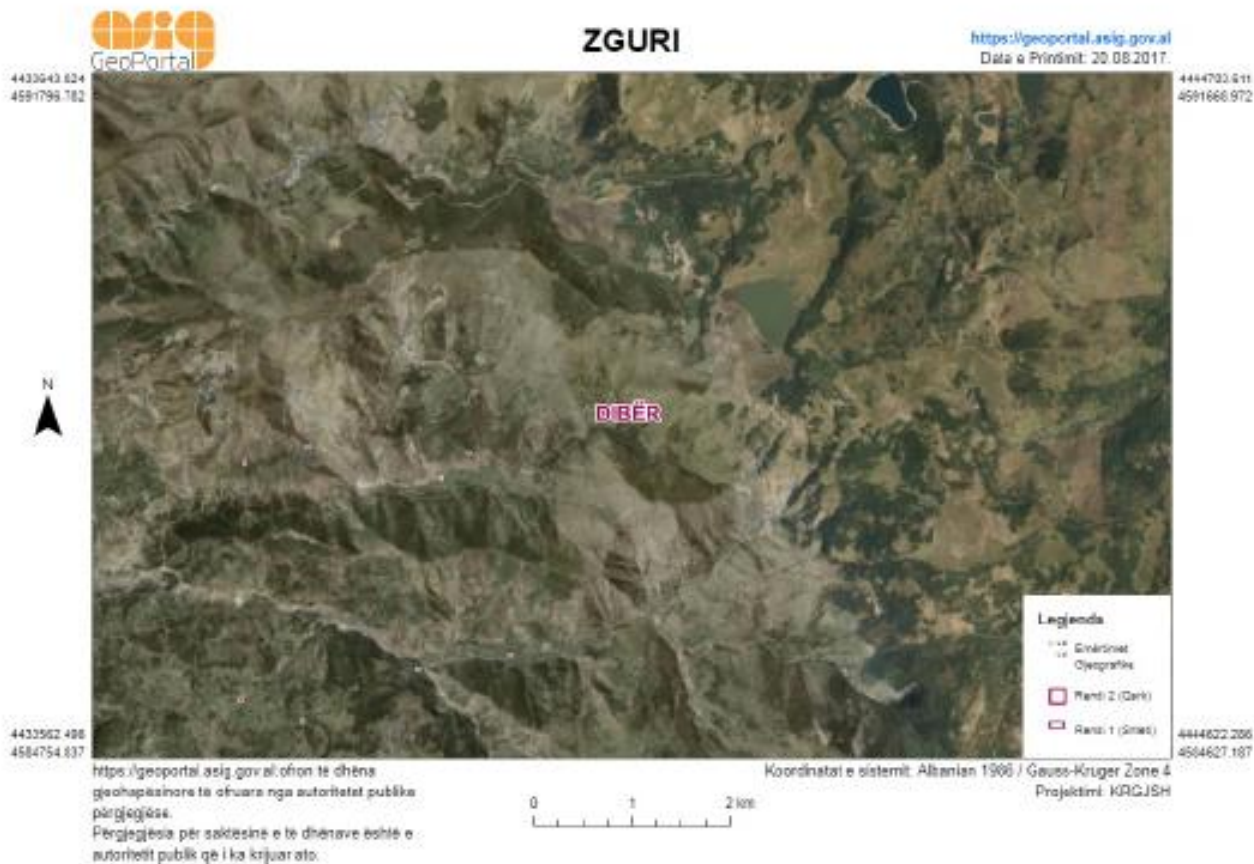 asig
GeoPortal
ZGURI
https://geoportal.asig.gov.al
Data e Printimit: 20.08.2017.
4433643.624
4591796.782
4444703.611
4591668.972
N
DIBËR
Legjenda
Emërtimet
Gjeografike
Rendi 2 (Qark)
Rendi 1 (Shteti)
4433562.498
4584754.837
4444622.286
4584627.187
https://geoportal.asig.gov.al ofron të dhëna
gjeohapësinore të ofruara nga autoritetet publike
përgjegjëse.
Përgjegjësia për saktësinë e të dhënave është e
autoritetit publik që i ka krijuar ato.
0 1 2 km
Koordinatat e sistemit: Albanian 1986 / Gauss-Kruger Zone 4
Projektimi: KRGJSH